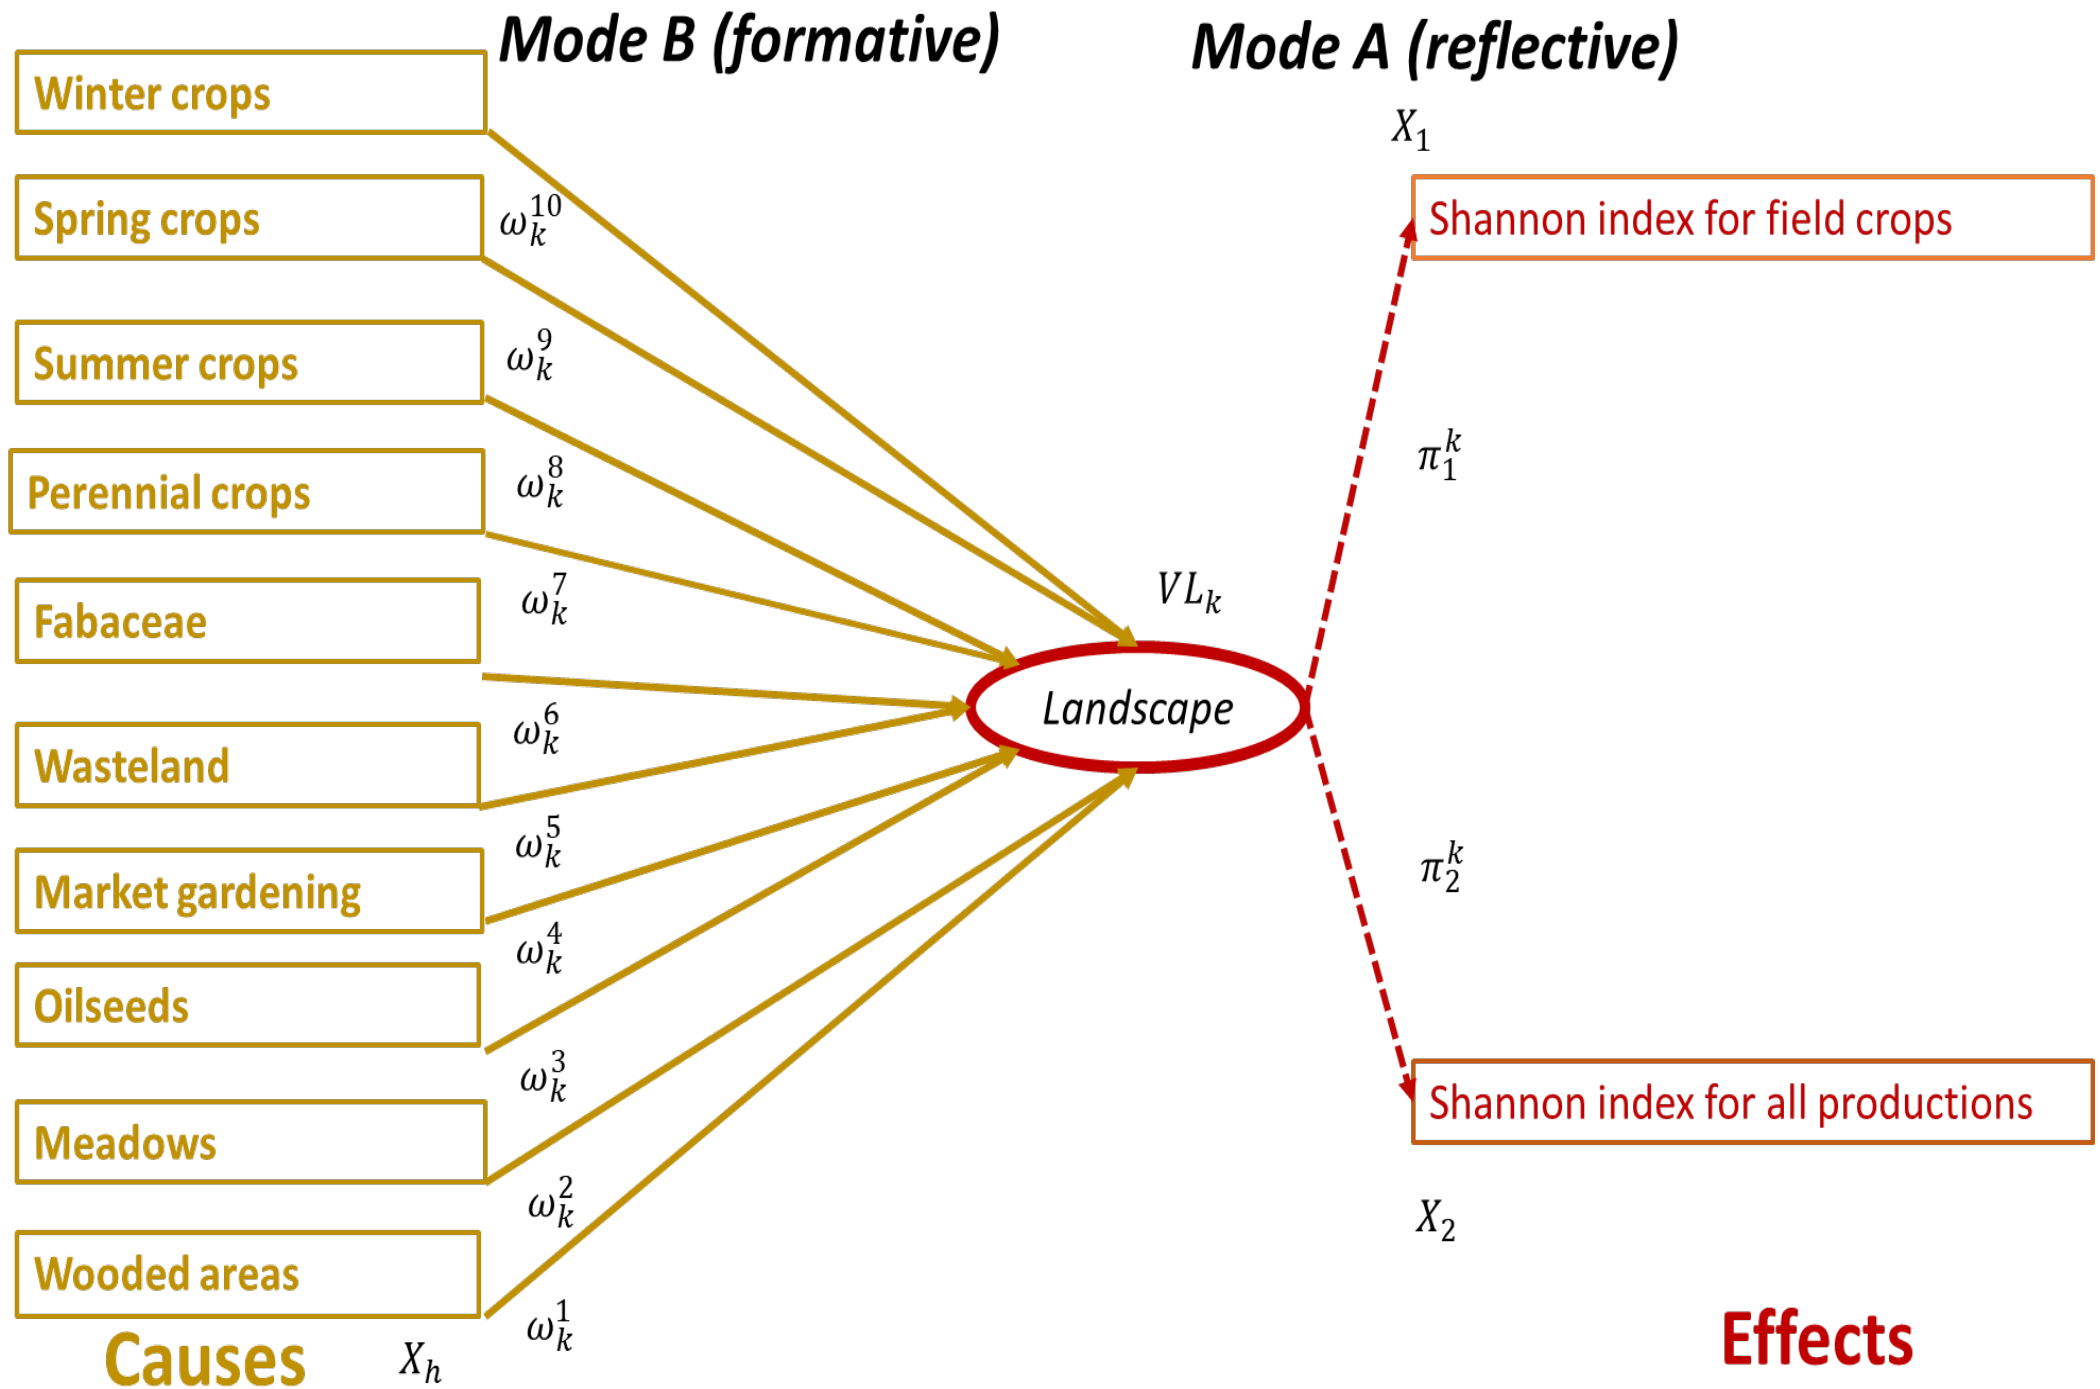 Mode B (formative)
Mode A (reflective)
Winter crops
Spring crops
Summer crops
Perennial crops
Fabaceae
Wasteland
Market gardening
Oilseeds
Meadows
Wooded areas
Causes
X_h
ω_k^10
ω_k^9
ω_k^8
ω_k^7
ω_k^6
ω_k^5
ω_k^4
ω_k^3
ω_k^2
ω_k^1
VL_k
Landscape
X_1
Shannon index for field crops
π_1^k
π_2^k
Shannon index for all productions
X_2
Effects